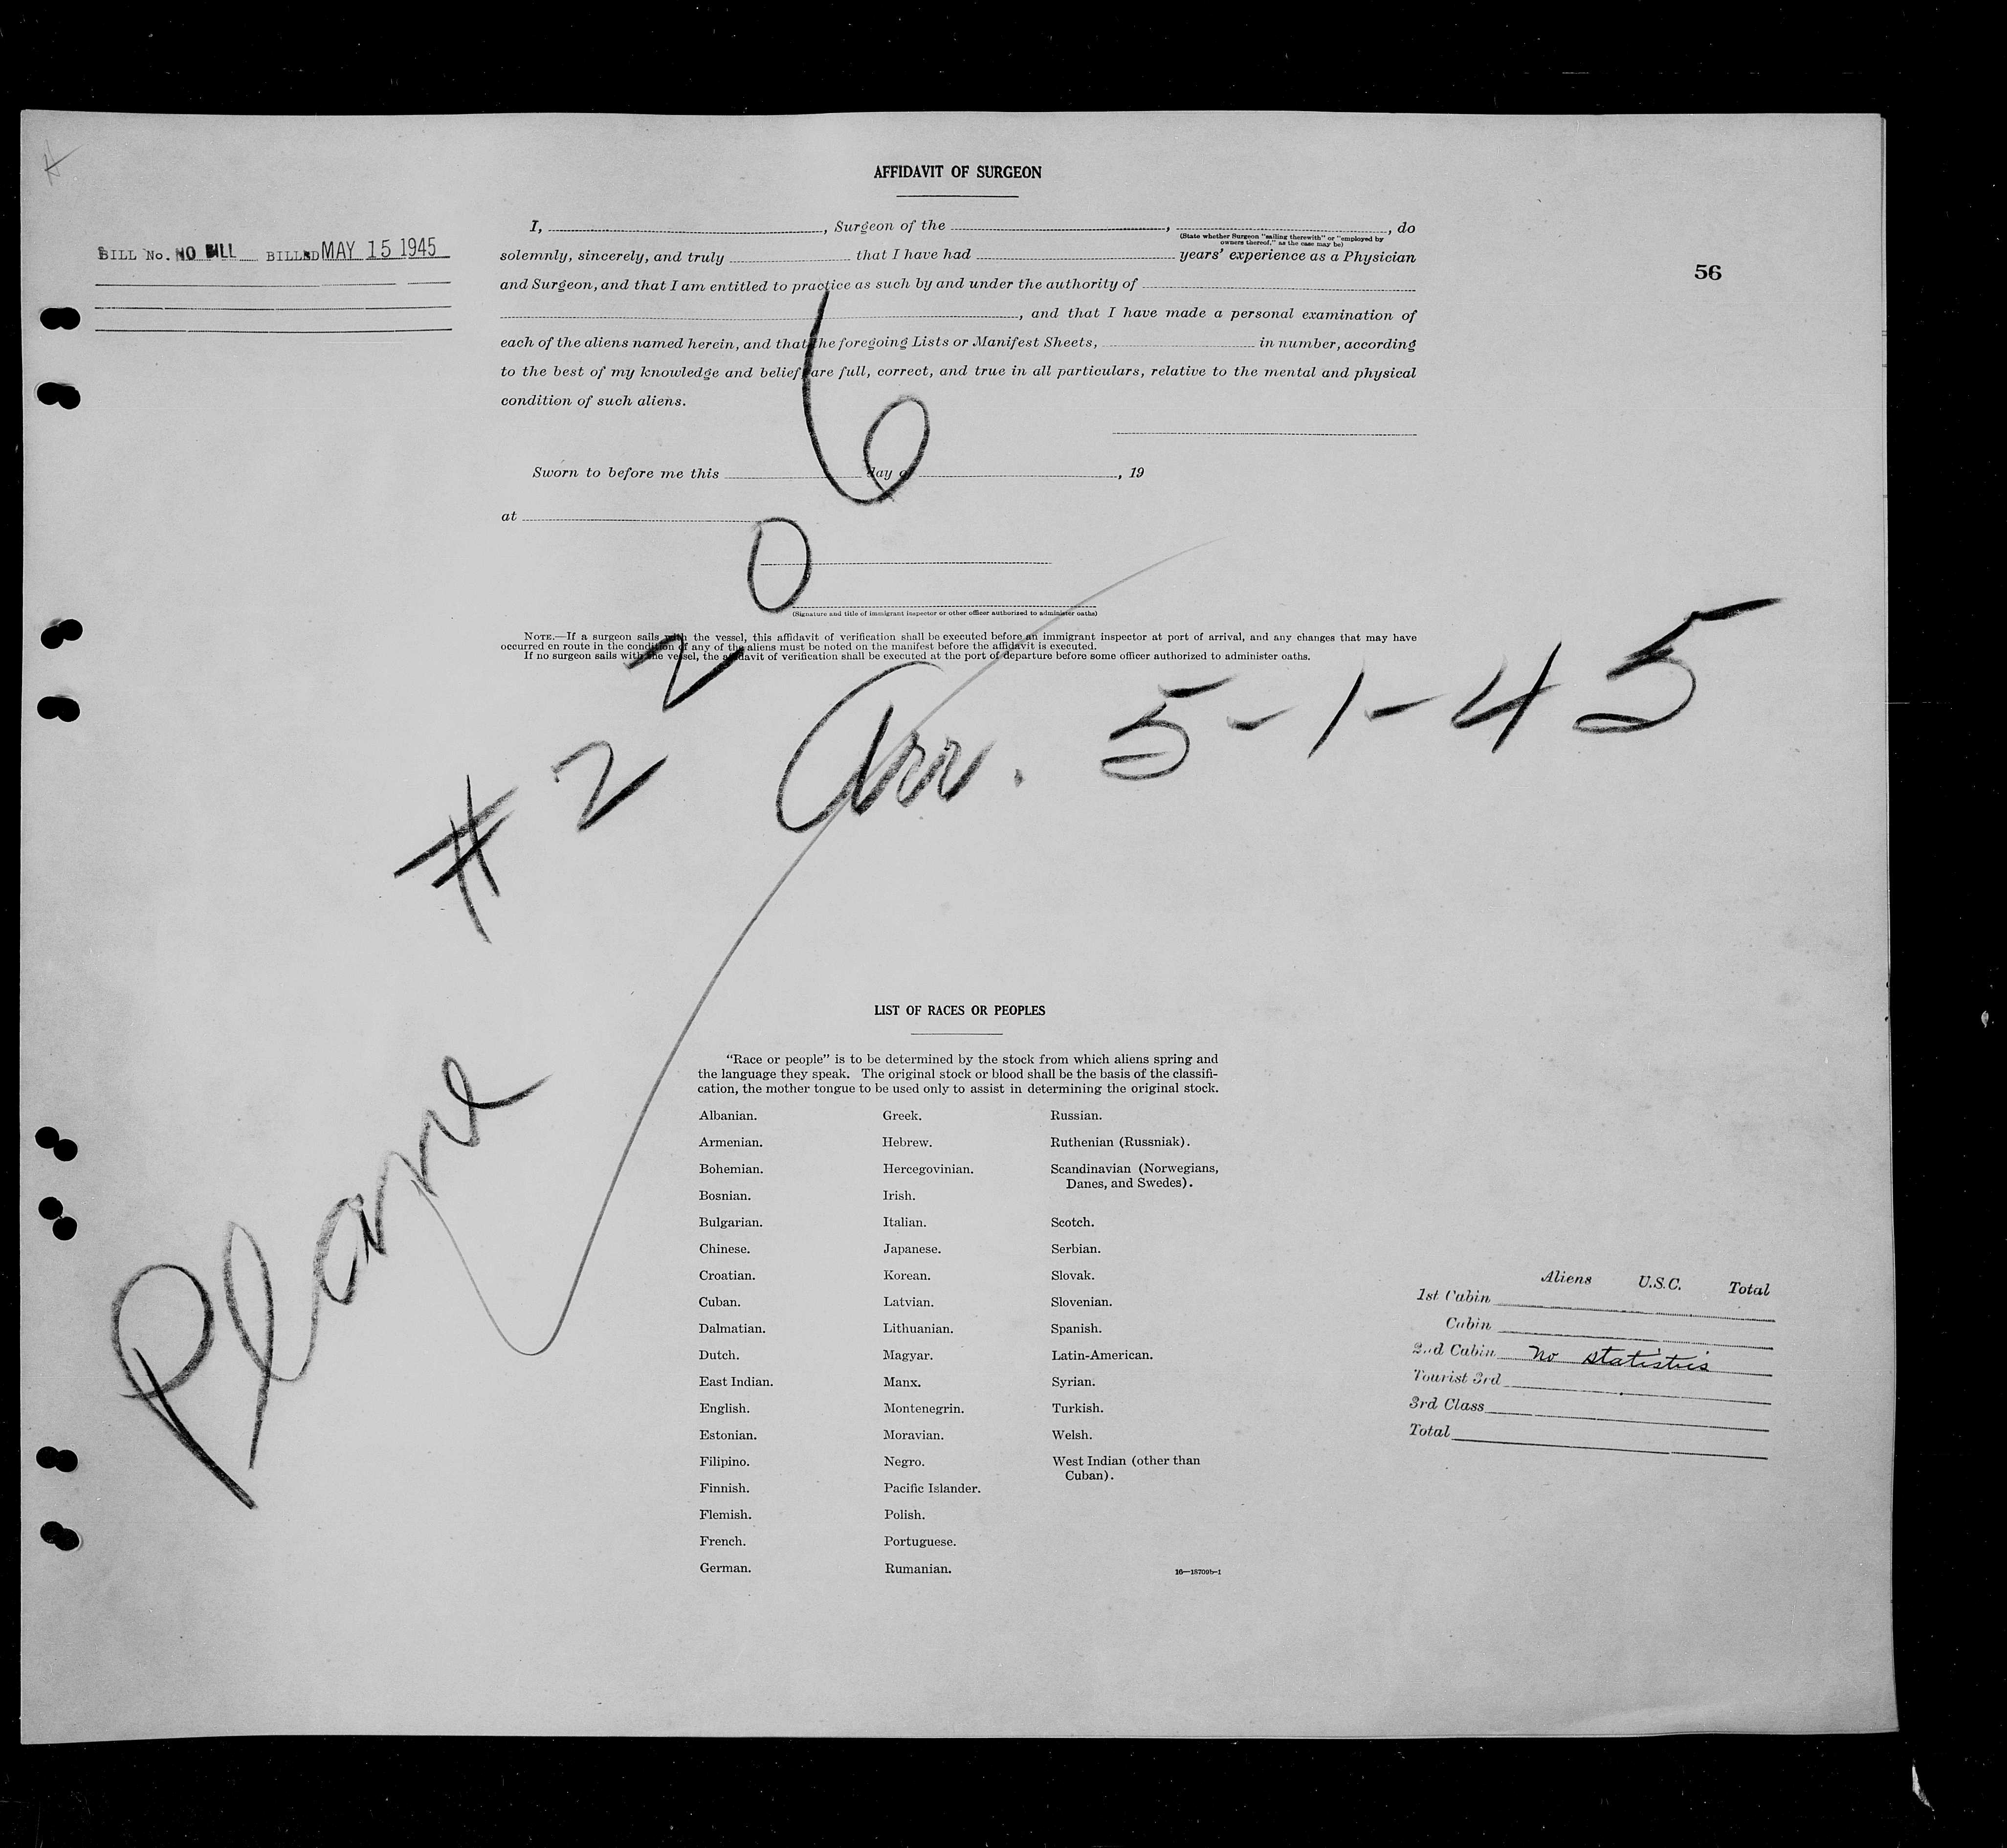 AFFIDAVIT OF SURGEON
I, , Surgeon of the , , do
(State whether Surgeon "sailing therewith" or "employed by
owners thereof," as the case may be)
BILL No. NO BILL BILLED MAY 15 1945
solemnly, sincerely, and truly that I have had years' experience as a Physician
56
and Surgeon, and that I am entitled to practice as such by and under the authority of
, and that I have made a personal examination of
each of the aliens named herein, and that the foregoing Lists or Manifest Sheets, in number, according
to the best of my knowledge and belief are full, correct, and true in all particulars, relative to the mental and physical
condition of such aliens.
Sworn to before me this day of , 19
at
(Signature and title of immigrant inspector or other officer authorized to administer oaths)
NOTE.—If a surgeon sails with the vessel, this affidavit of verification shall be executed before an immigrant inspector at port of arrival, and any changes that may have
occurred en route in the condition of any of the aliens must be noted on the manifest before the affidavit is executed.
If no surgeon sails with the vessel, the affidavit of verification shall be executed at the port of departure before some officer authorized to administer oaths.
Plane #2206
Arr. 5-1-45
LIST OF RACES OR PEOPLES
"Race or people" is to be determined by the stock from which aliens spring and
the language they speak. The original stock or blood shall be the basis of the classifi-
cation, the mother tongue to be used only to assist in determining the original stock.
Albanian.
Armenian.
Bohemian.
Bosnian.
Bulgarian.
Chinese.
Croatian.
Cuban.
Dalmatian.
Dutch.
East Indian.
English.
Estonian.
Filipino.
Finnish.
Flemish.
French.
German.
Greek.
Hebrew.
Hercegovinian.
Irish.
Italian.
Japanese.
Korean.
Latvian.
Lithuanian.
Magyar.
Manx.
Montenegrin.
Moravian.
Negro.
Pacific Islander.
Polish.
Portuguese.
Rumanian.
Russian.
Ruthenian (Russniak).
Scandinavian (Norwegians,
Danes, and Swedes).
Scotch.
Serbian.
Slovak.
Slovenian.
Spanish.
Latin-American.
Syrian.
Turkish.
Welsh.
West Indian (other than
Cuban).
16—18709b-1
Aliens U.S.C. Total
1st Cabin
Cabin
2nd Cabin No statistics
Tourist 3rd
3rd Class
Total